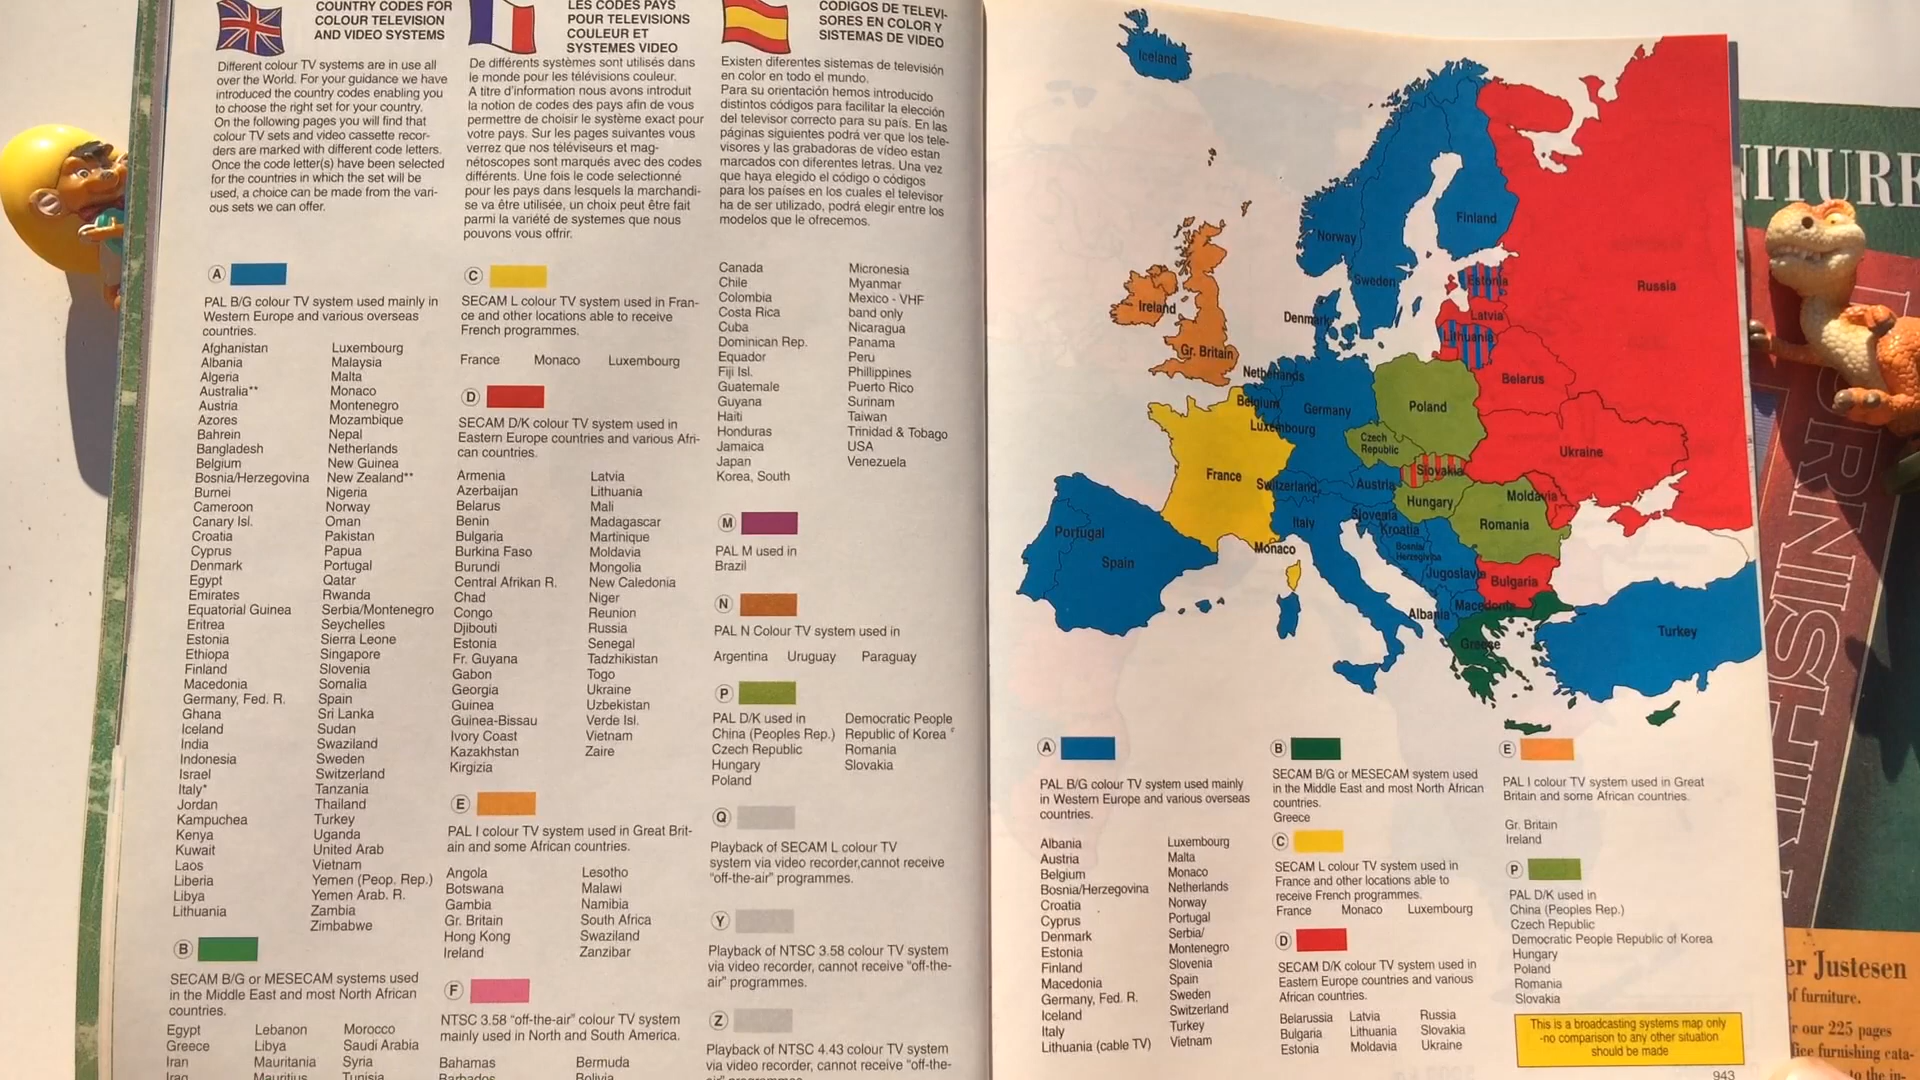 COUNTRY CODES FOR
COLOUR TELEVISION
AND VIDEO SYSTEMS
Different colour TV systems are in use all
over the World. For your guidance we have
introduced the country codes enabling you
to choose the right set for your country.
On the following pages you will find that
colour TV sets and video cassette recor-
ders are marked with different code letters.
Once the code letter(s) have been selected
for the countries in which the set will be
used, a choice can be made from the vari-
ous sets we can offer.
LES CODES PAYS
POUR TELEVISIONS
COULEUR ET
SYSTEMES VIDEO
De différents systèmes sont utilisés dans
le monde pour les télévisions couleur.
A titre d'information nous avons introduit
la notion de codes des pays afin de vous
permettre de choisir le système exact pour
votre pays. Sur les pages suivantes vous
verrez que nos téléviseurs et mag-
nétoscopes sont marqués avec des codes
différents. Une fois le code selectionné
pour les pays dans lesquels la marchandi-
se va être utilisée, un choix peut être fait
parmi la variété de systemes que nous
pouvons vous offrir.
CODIGOS DE TELEVI-
SORES EN COLOR Y
SISTEMAS DE VIDEO
Existen diferentes sistemas de televisión
en color en todo el mundo.
Para su orientación hemos introducido
distintos códigos para facilitar la elección
del televisor correcto para su país. En las
páginas siguientes podrá ver que los tele-
visores y las grabadoras de vídeo estan
marcados con diferentes letras. Una vez
que haya elegido el código o códigos
para los países en los cuales el televisor
ha de ser utilizado, podrá elegir entre los
modelos que le ofrecemos.
A
PAL B/G colour TV system used mainly in
Western Europe and various overseas
countries.
Afghanistan
Albania
Algeria
Australia**
Austria
Azores
Bahrein
Bangladesh
Belgium
Bosnia/Herzegovina
Burnei
Cameroon
Canary Isl.
Croatia
Cyprus
Denmark
Egypt
Emirates
Equatorial Guinea
Eritrea
Estonia
Ethiopa
Finland
Macedonia
Germany, Fed. R.
Ghana
Iceland
India
Indonesia
Israel
Italy*
Jordan
Kampuchea
Kenya
Kuwait
Laos
Liberia
Libya
Lithuania
Luxembourg
Malaysia
Malta
Monaco
Montenegro
Mozambique
Nepal
Netherlands
New Guinea
New Zealand**
Nigeria
Norway
Oman
Pakistan
Papua
Portugal
Qatar
Rwanda
Serbia/Montenegro
Seychelles
Sierra Leone
Singapore
Slovenia
Somalia
Spain
Sri Lanka
Sudan
Swaziland
Sweden
Switzerland
Tanzania
Thailand
Turkey
Uganda
United Arab
Vietnam
Yemen (Peop. Rep.)
Yemen Arab. R.
Zambia
Zimbabwe
B
SECAM B/G or MESECAM systems used
in the Middle East and most North African
countries.
Egypt Lebanon Morocco
Greece Libya Saudi Arabia
Iran Mauritania Syria
Iraq Mauritius Tunisia
C
SECAM L colour TV system used in Fran-
ce and other locations able to receive
French programmes.
France Monaco Luxembourg
D
SECAM D/K colour TV system used in
Eastern Europe countries and various Afri-
can countries.
Armenia
Azerbaijan
Belarus
Benin
Bulgaria
Burkina Faso
Burundi
Central Afrikan R.
Chad
Congo
Djibouti
Estonia
Fr. Guyana
Gabon
Georgia
Guinea
Guinea-Bissau
Ivory Coast
Kazakhstan
Kirgizia
Latvia
Lithuania
Mali
Madagascar
Martinique
Moldavia
Mongolia
New Caledonia
Niger
Reunion
Russia
Senegal
Tadzhikistan
Togo
Ukraine
Uzbekistan
Verde Isl.
Vietnam
Zaire
E
PAL I colour TV system used in Great Brit-
ain and some African countries.
Angola
Botswana
Gambia
Gr. Britain
Hong Kong
Ireland
Lesotho
Malawi
Namibia
South Africa
Swaziland
Zanzibar
F
NTSC 3.58 "off-the-air" colour TV system
mainly used in North and South America.
Bahamas Bermuda
Barbados Bolivia
Canada
Chile
Colombia
Costa Rica
Cuba
Dominican Rep.
Equador
Fiji Isl.
Guatemale
Guyana
Haiti
Honduras
Jamaica
Japan
Korea, South
Micronesia
Myanmar
Mexico - VHF
band only
Nicaragua
Panama
Peru
Phillippines
Puerto Rico
Surinam
Taiwan
Trinidad & Tobago
USA
Venezuela
M
PAL M used in
Brazil
N
PAL N Colour TV system used in
Argentina Uruguay Paraguay
P
PAL D/K used in
China (Peoples Rep.)
Czech Republic
Hungary
Poland
Democratic People
Republic of Korea
Romania
Slovakia
Q
Playback of SECAM L colour TV
system via video recorder,cannot receive
"off-the-air" programmes.
Y
Playback of NTSC 3.58 colour TV system
via video recorder, cannot receive "off-the-
air" programmes.
Z
Playback of NTSC 4.43 colour TV system
via video recorder, cannot receive "off-the-
air" programmes.
Iceland
Finland
Norway
Sweden
Estonia
Russia
Latvia
Lithuania
Denmark
Ireland
Gr. Britain
Netherlands
Belarus
Belgium
Germany
Poland
Luxembourg
Czech
Republic
Ukraine
France
Slovakia
Switzerland
Austria
Hungary
Moldavia
Slovenia
Romania
Italy
Kroatia
Portugal
Monaco
Bosnia/
Herzegivina
Spain
Jugoslavie
Bulgaria
Albania
Macedonia
Turkey
Greece
A
PAL B/G colour TV system used mainly
in Western Europe and various overseas
countries.
Albania
Austria
Belgium
Bosnia/Herzegovina
Croatia
Cyprus
Denmark
Estonia
Finland
Macedonia
Germany, Fed. R.
Iceland
Italy
Lithuania (cable TV)
Luxembourg
Malta
Monaco
Netherlands
Norway
Portugal
Serbia/
Montenegro
Slovenia
Spain
Sweden
Switzerland
Turkey
Vietnam
B
SECAM B/G or MESECAM system used
in the Middle East and most North African
countries.
Greece
C
SECAM L colour TV system used in
France and other locations able to
receive French programmes.
France Monaco Luxembourg
D
SECAM D/K colour TV system used in
Eastern Europe countries and various
African countries.
Belarussia Latvia Russia
Bulgaria Lithuania Slovakia
Estonia Moldavia Ukraine
E
PAL I colour TV system used in Great
Britain and some African countries.
Gr. Britain
Ireland
P
PAL D/K used in
China (Peoples Rep.)
Czech Republic
Democratic People Republic of Korea
Hungary
Poland
Romania
Slovakia
This is a broadcasting systems map only
-no comparison to any other situation
should be made
943
NITURE
RNISHIN
er Justesen
of furniture.
r our 225 pages
fice furnishing cata-
to the in-